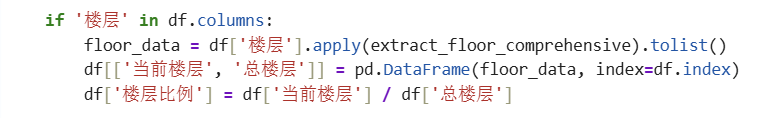 if '楼层' in df.columns:
floor_data = df['楼层'].apply(extract_floor_comprehensive).tolist()
df[['当前楼层', '总楼层']] = pd.DataFrame(floor_data, index=df.index)
df['楼层比例'] = df['当前楼层'] / df['总楼层']